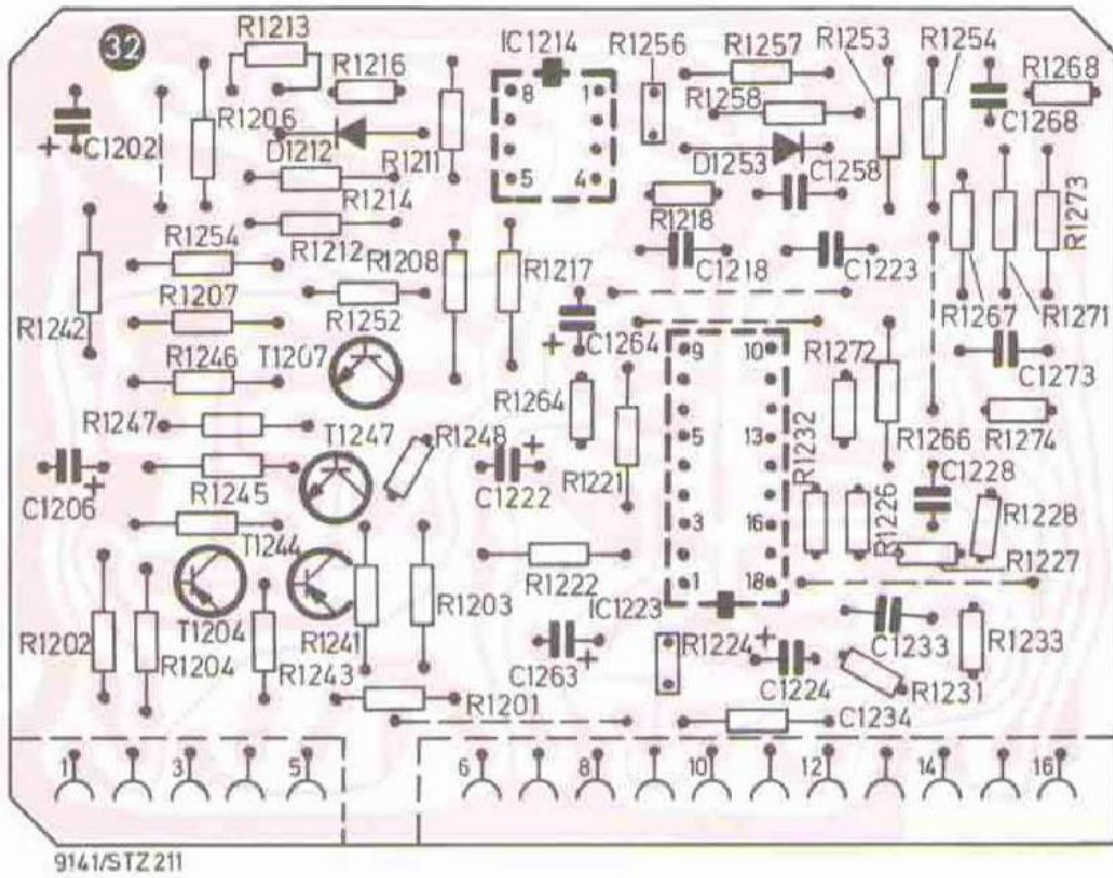 32
R1213
IC1214
R1256
R1257
R1253
R1254
R1216
R1268
8
1
R1258
R1206
C1268
C1202
+
D1212
R1211
D1253
C1258
5
4
R1214
R1218
R1273
R1254
R1212
R1208
R1217
C1218
C1223
R1207
R1242
R1252
R1267
R1271
+
C1264
R1246
T1207
9
10
R1272
C1273
R1264
R1247
T1247
R1248
+
5
13
R1232
R1266
R1274
C1228
C1206
+
R1245
C1222
R1221
R1226
R1228
3
16
T1244
R1227
R1222
1
18
IC1223
R1203
R1202
T1204
R1241
R1224
+
C1233
R1233
R1204
R1243
C1263
+
C1224
R1231
R1201
C1234
1
3
5
6
8
10
12
14
16
9141/STZ 211